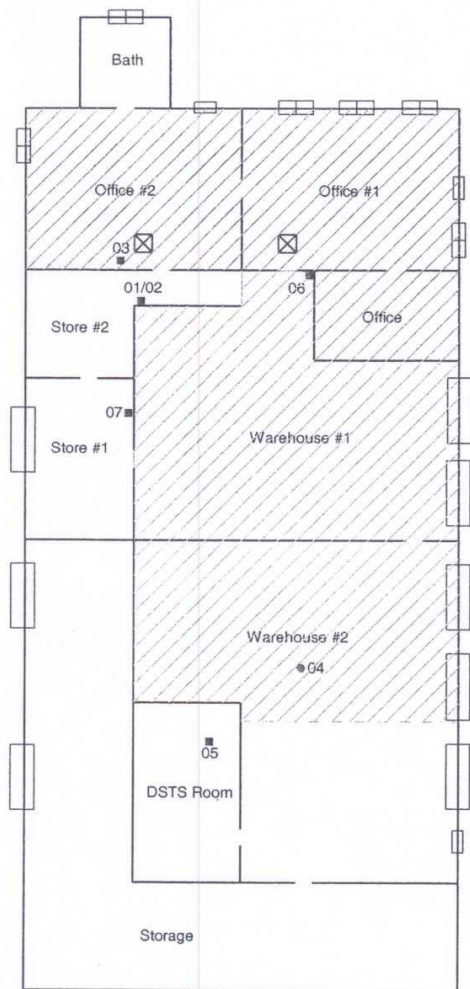 Bath
Office #2
Office #1
03
01/02
06
Store #2
Office
07
Store #1
Warehouse #1
Warehouse #2
04
05
DSTS Room
Storage